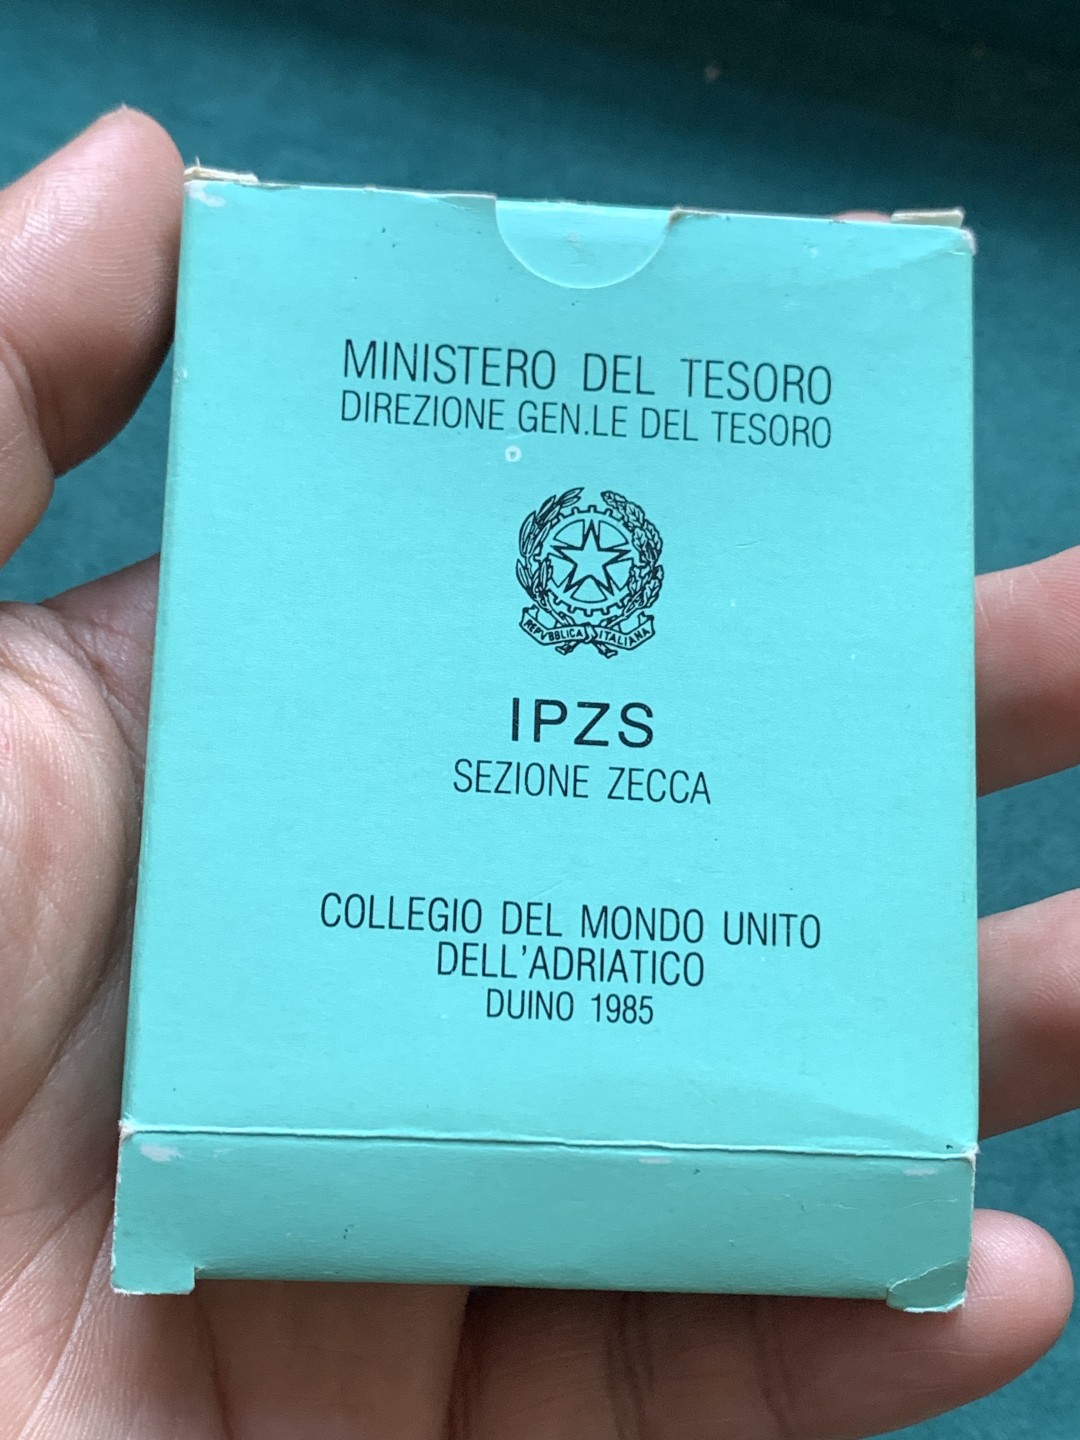 MINISTERO DEL TESORO
DIREZIONE GEN.LE DEL TESORO
REPVBBLICA ITALIANA
IPZS
SEZIONE ZECCA
COLLEGIO DEL MONDO UNITO
DELL'ADRIATICO
DUINO 1985